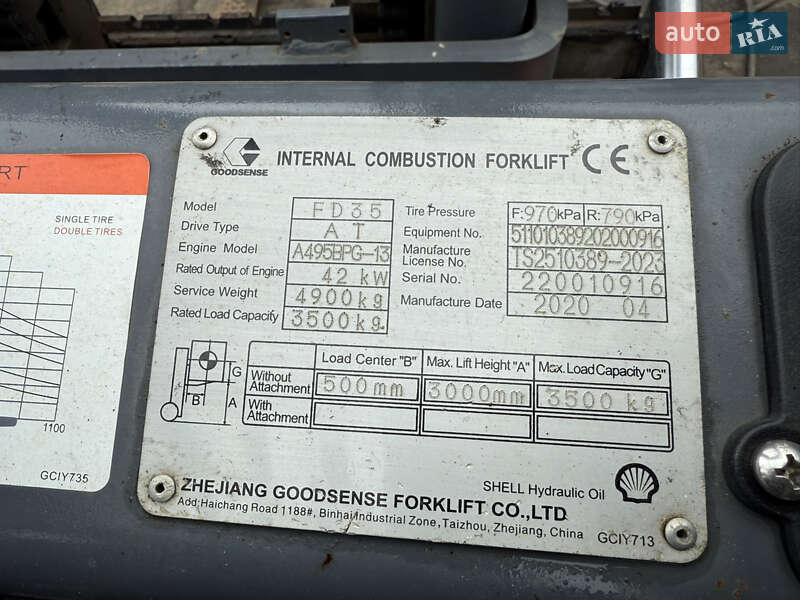 auto RIA
RT
SINGLE TIRE
DOUBLE TIRES
1100
GCIY735
GOODSENSE
INTERNAL COMBUSTION FORKLIFT CE
Model FD35
Drive Type AT
Engine Model A495BPG-13
Rated Output of Engine 42 kW
Service Weight 4900kg
Rated Load Capacity 3500kg
Tire Pressure F:970kPa R:790kPa
Equipment No. 511010389202000916
Manufacture License No. TS2510389-2023
Serial No. 220010916
Manufacture Date 2020 04
Load Center "B" Max. Lift Height "A" Max. Load Capacity "G"
Without Attachment 500mm 3000mm 3500 kg
With Attachment
G
B
A
SHELL Hydraulic Oil
ZHEJIANG GOODSENSE FORKLIFT CO.,LTD
Add:Haichang Road 1188#, Binhai Industrial Zone, Taizhou, Zhejiang, China
GCIY713